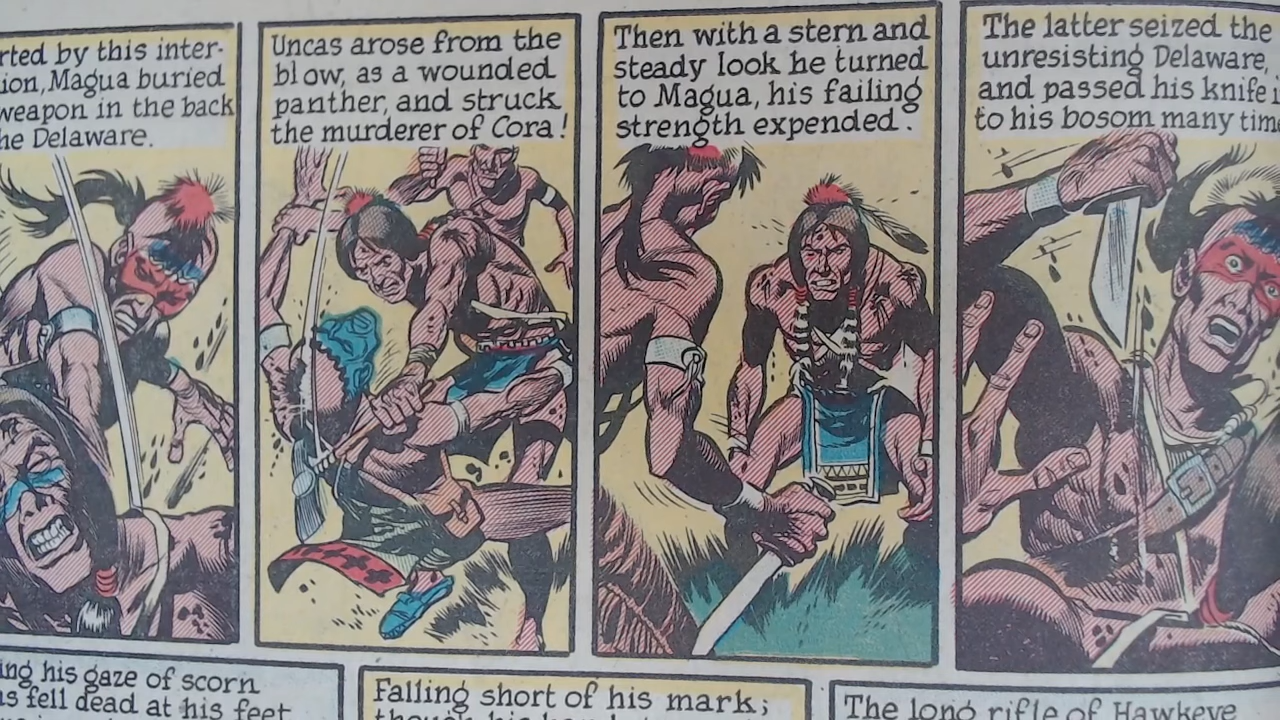 rted by this inter-
ion, Magua buried
weapon in the back
he Delaware.
Uncas arose from the
blow, as a wounded
panther, and struck
the murderer of Cora!
Then with a stern and
steady look he turned
to Magua, his failing
strength expended.
The latter seized the
unresisting Delaware,
and passed his knife i
to his bosom many time
ing his gaze of scorn
as fell dead at his feet
Falling short of his mark;
The long rifle of Hawkeye